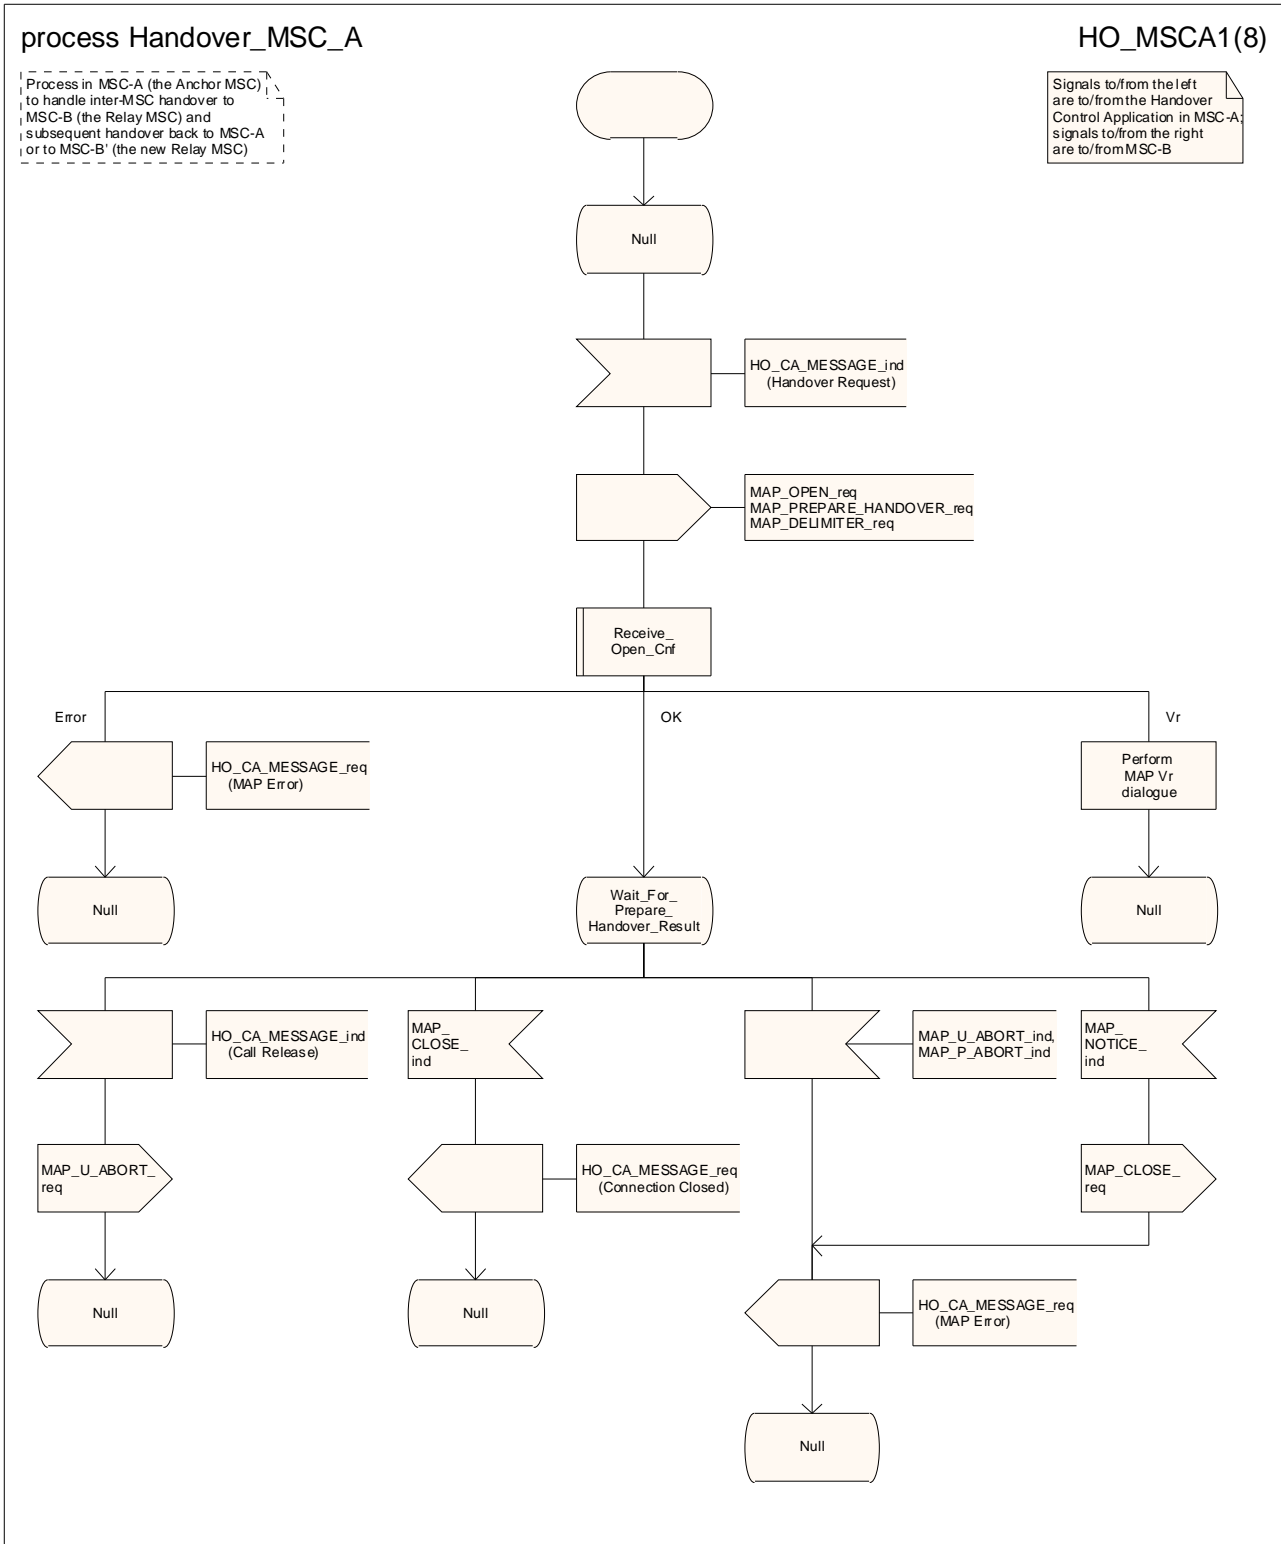 process Handover_MSC_A
HO_MSCA1(8)
Process in MSC-A (the Anchor MSC)
to handle inter-MSC handover to
MSC-B (the Relay MSC) and
subsequent handover back to MSC-A
or to MSC-B' (the new Relay MSC)
Signals to/from the left
are to/from the Handover
Control Application in MSC-A;
signals to/from the right
are to/from MSC-B
Null
HO_CA_MESSAGE_ind
(Handover Request)
MAP_OPEN_req
MAP_PREPARE_HANDOVER_req
MAP_DELIMITER_req
Receive_
Open_Cnf
Error
OK
Vr
HO_CA_MESSAGE_req
(MAP Error)
Perform
MAP Vr
dialogue
Null
Wait_For_
Prepare_
Handover_Result
Null
HO_CA_MESSAGE_ind
(Call Release)
MAP_
CLOSE_
ind
MAP_U_ABORT_ind,
MAP_P_ABORT_ind
MAP_
NOTICE_
ind
MAP_U_ABORT_
req
HO_CA_MESSAGE_req
(Connection Closed)
MAP_CLOSE_
req
Null
Null
HO_CA_MESSAGE_req
(MAP Error)
Null